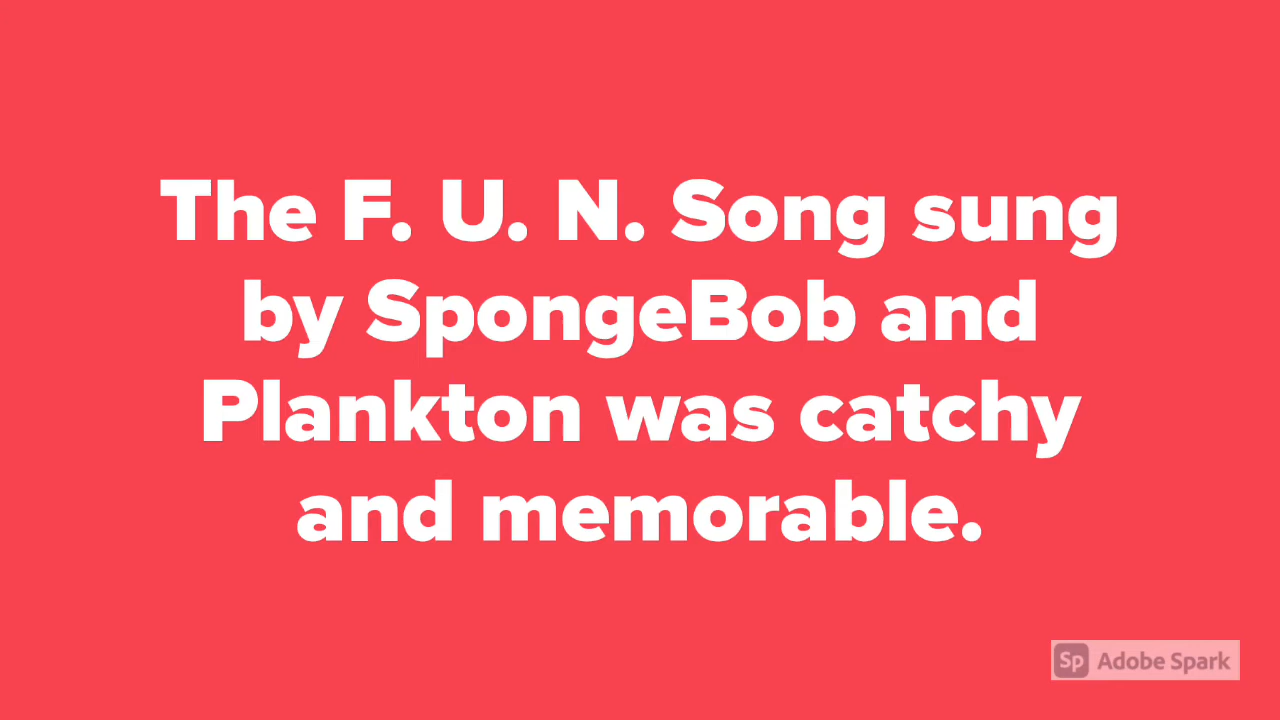 The F. U. N. Song sung
by SpongeBob and
Plankton was catchy
and memorable.
Sp Adobe Spark